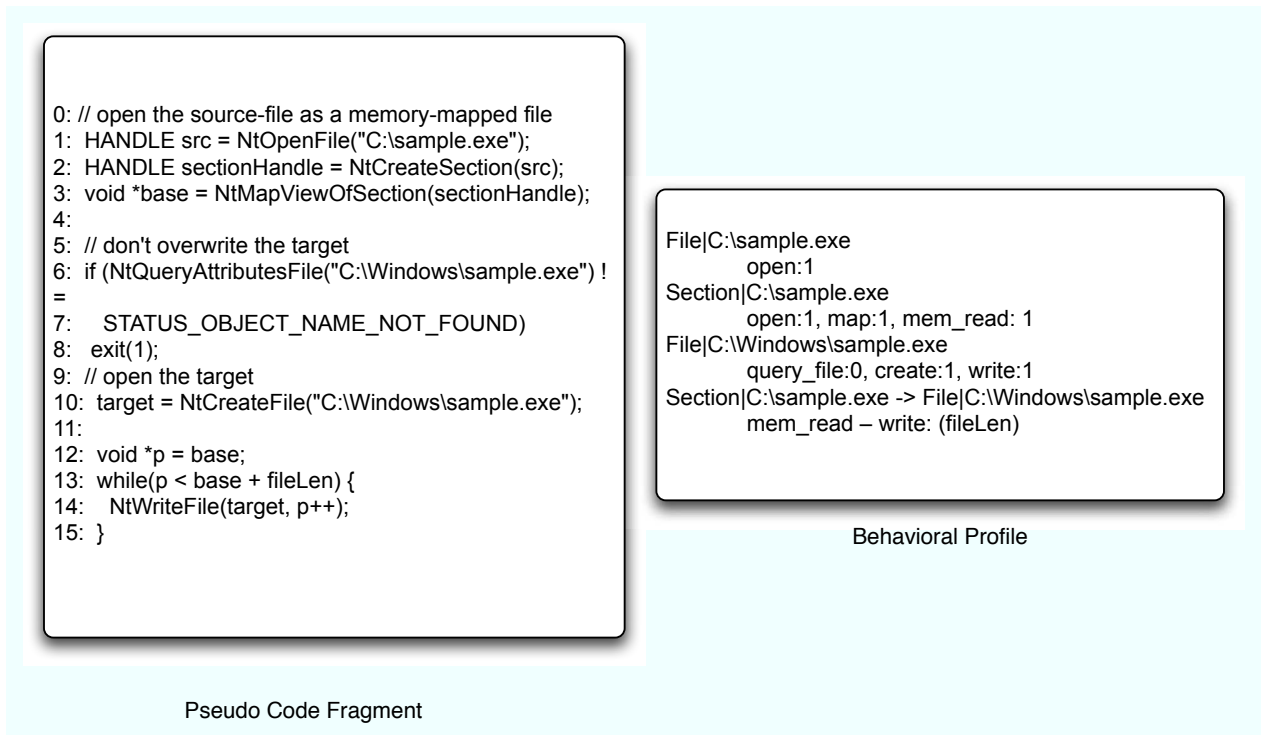 0: // open the source-file as a memory-mapped file
1:  HANDLE src = NtOpenFile("C:\sample.exe");
2:  HANDLE sectionHandle = NtCreateSection(src);
3:  void *base = NtMapViewOfSection(sectionHandle);
4:
5:  // don't overwrite the target
6:  if (NtQueryAttributesFile("C:\Windows\sample.exe") !
=
7:    STATUS_OBJECT_NAME_NOT_FOUND)
8:   exit(1);
9:  // open the target
10:  target = NtCreateFile("C:\Windows\sample.exe");
11:
12:  void *p = base;
13:  while(p < base + fileLen) {
14:    NtWriteFile(target, p++);
15:  }
Pseudo Code Fragment
File|C:\sample.exe
open:1
Section|C:\sample.exe
open:1, map:1, mem_read: 1
File|C:\Windows\sample.exe
query_file:0, create:1, write:1
Section|C:\sample.exe -> File|C:\Windows\sample.exe
mem_read – write: (fileLen)
Behavioral Profile